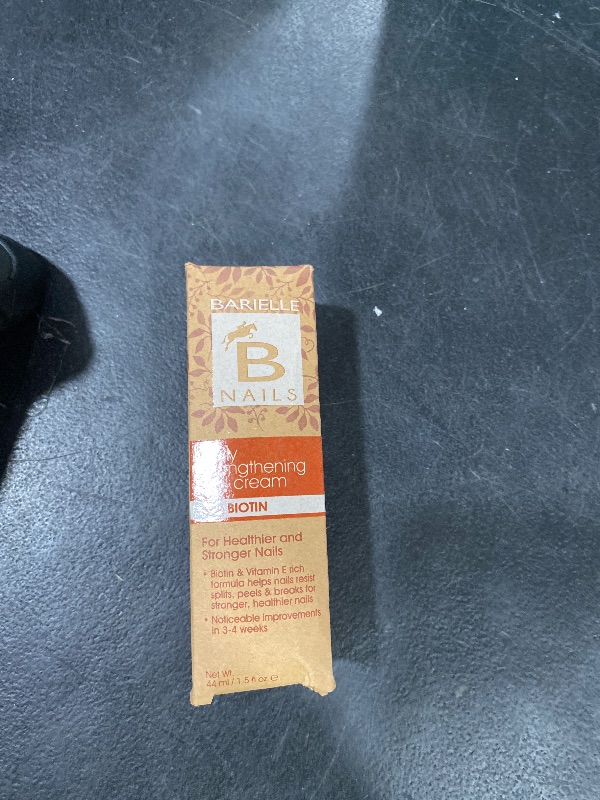 BARIELLE
B
NAILS
cream
BIOTIN
For Healthier and
Stronger Nails
• Biotin & Vitamin E rich
formula helps nails resist
splits, peels & breaks for
stronger, healthier nails
• Noticeable improvements
in 3-4 weeks
Net Wt.
44 ml / 1.5 fl oz ℮